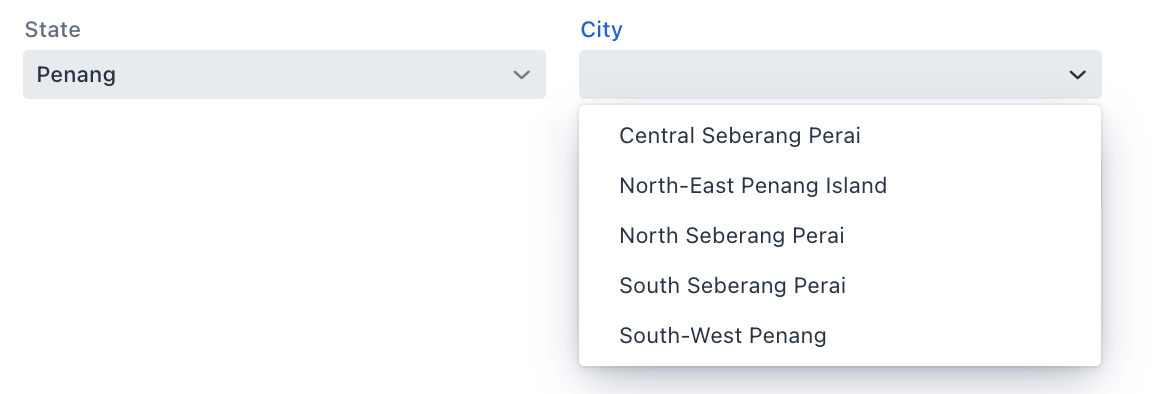 State
City
Penang
Central Seberang Perai
North-East Penang Island
North Seberang Perai
South Seberang Perai
South-West Penang